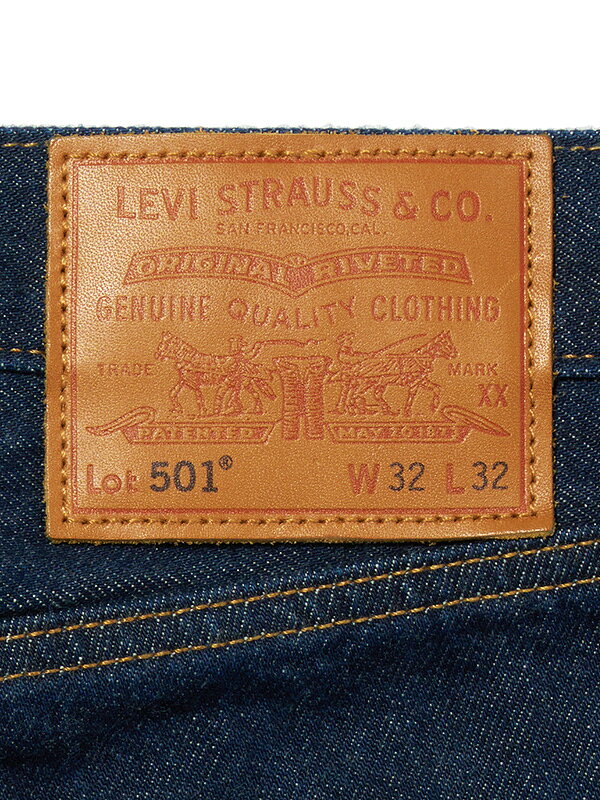 LEVI STRAUSS & CO.
SAN FRANCISCO, CAL.
ORIGINAL RIVETED
GENUINE QUALITY CLOTHING
TRADE MARK
XX
PATENTED MAY 20 1873
Lot 501® W 32 L 32